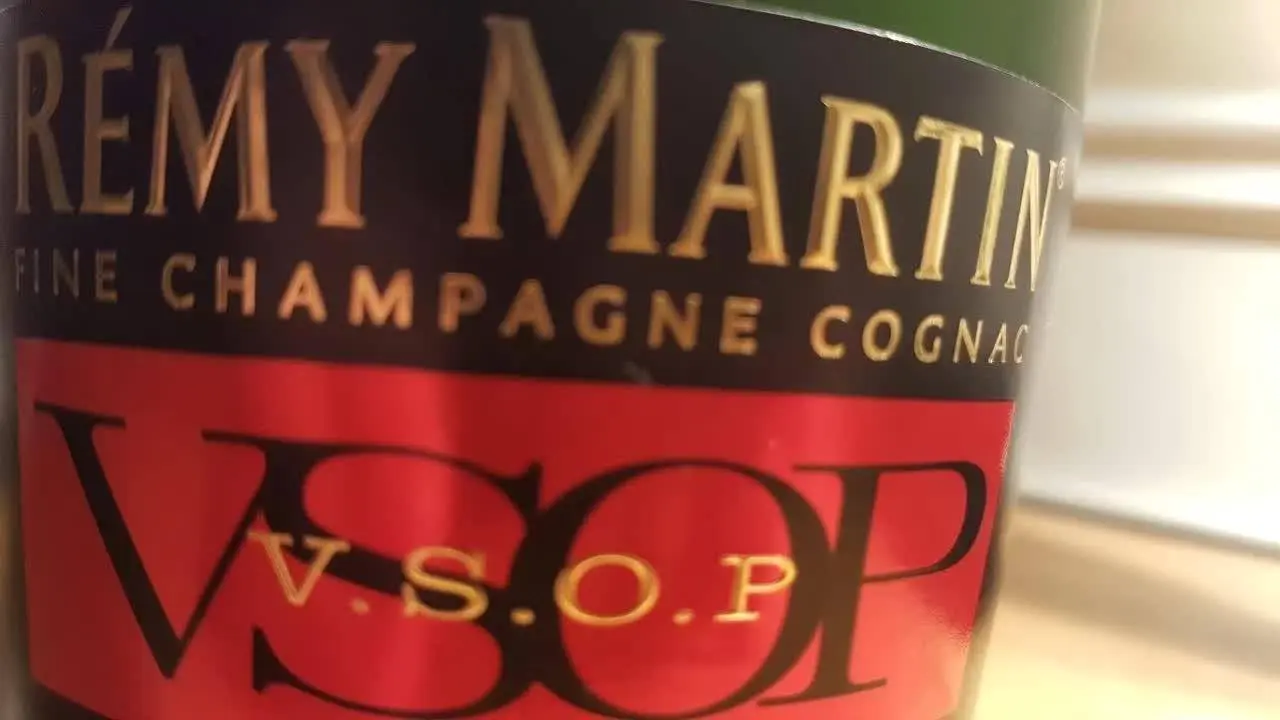 RÉMY MARTIN®
FINE CHAMPAGNE COGNAC
VSOP
V.S.O.P